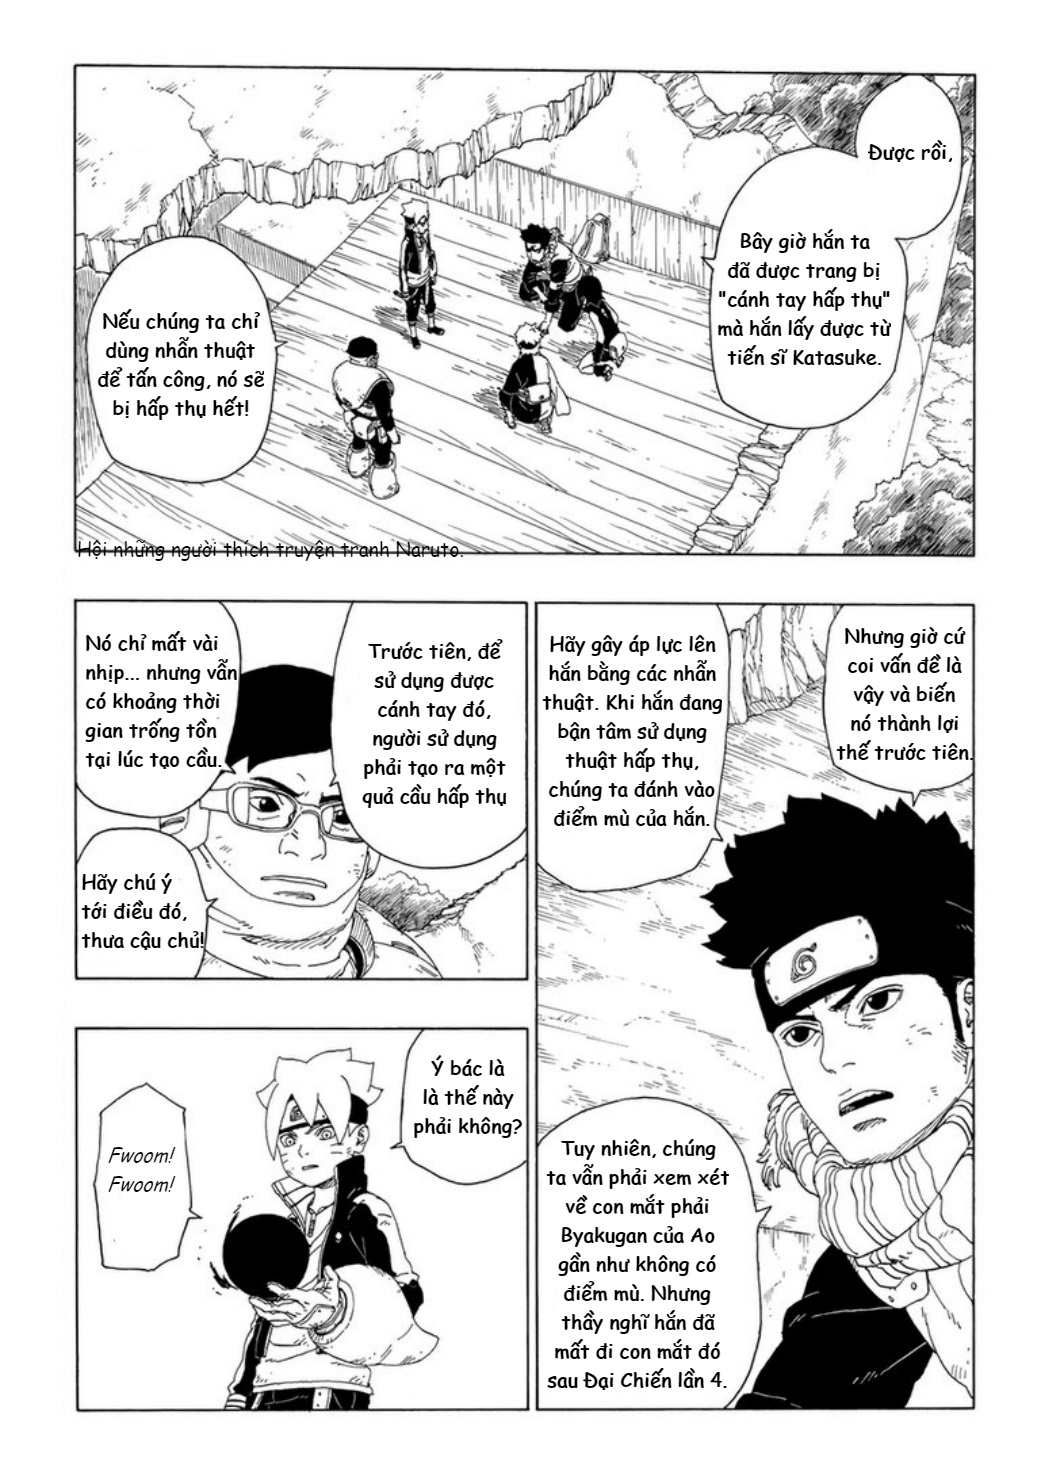 Được rồi,
Bây giờ hắn ta
đã được trang bị
"cánh tay hấp thụ"
mà hắn lấy được từ
tiến sĩ Katasuke.
Nếu chúng ta chỉ
dùng nhẫn thuật
để tấn công, nó sẽ
bị hấp thụ hết!
Hội những người thích truyện tranh Naruto.
Nhưng giờ cứ
coi vấn đề là
vậy và biến
nó thành lợi
thế trước tiên.
Hãy gây áp lực lên
hắn bằng các nhẫn
thuật. Khi hắn đang
bận tâm sử dụng
thuật hấp thụ,
chúng ta đánh vào
điểm mù của hắn.
Tuy nhiên, chúng
ta vẫn phải xem xét
về con mắt phải
Byakugan của Ao
gần như không có
điểm mù. Nhưng
thầy nghĩ hắn đã
mất đi con mắt đó
sau Đại Chiến lần 4.
Trước tiên, để
sử dụng được
cánh tay đó,
người sử dụng
phải tạo ra một
quả cầu hấp thụ
Nó chỉ mất vài
nhịp... nhưng vẫn
có khoảng thời
gian trống tồn
tại lúc tạo cầu.
Hãy chú ý
tới điều đó,
thưa cậu chủ!
Ý bác là
là thế này
phải không?
Fwoom!
Fwoom!